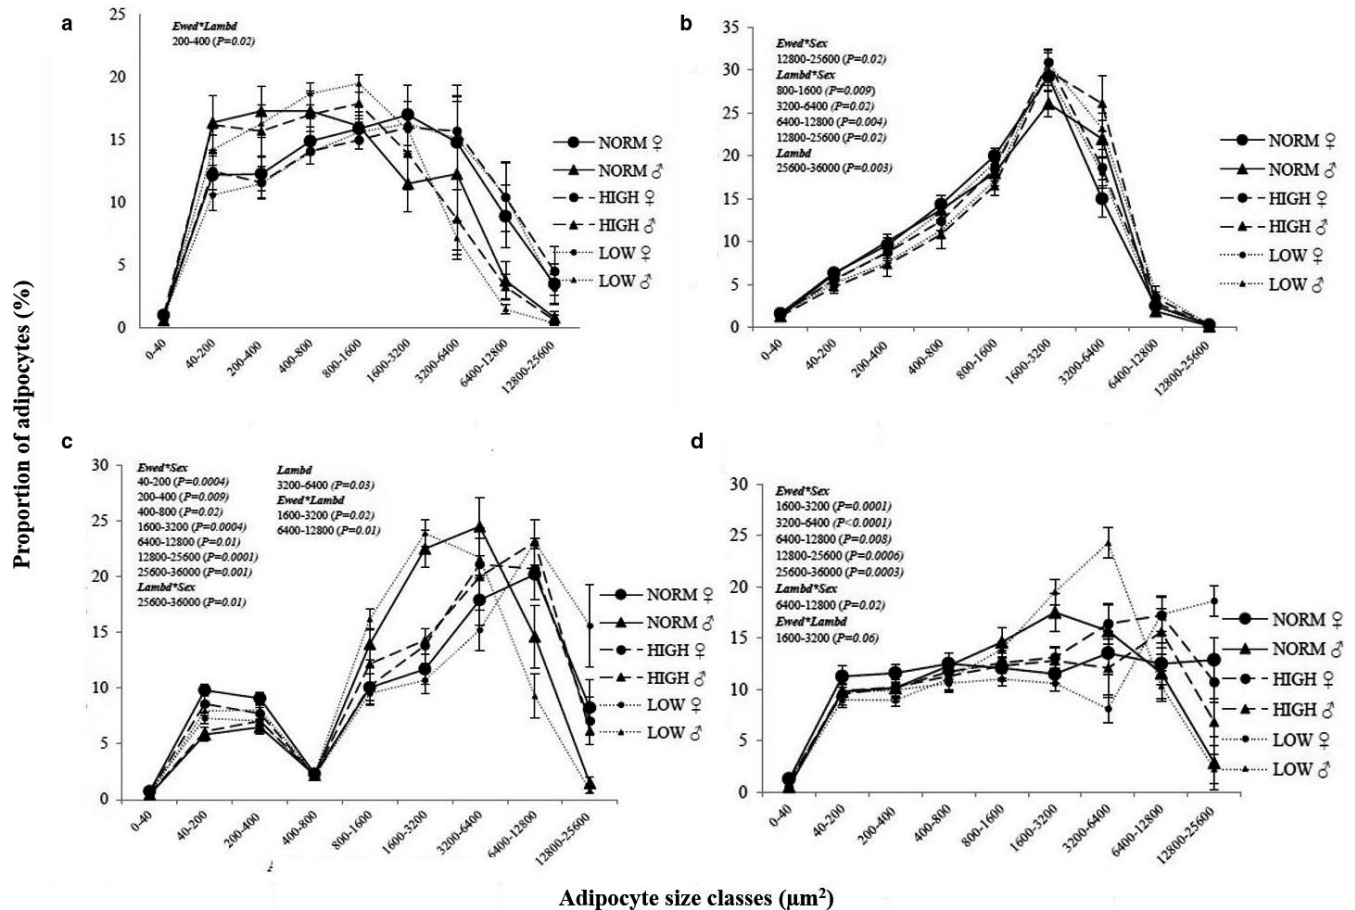 a
Ewed*Lambd
200-400 (P=0.02)
25
20
15
10
5
0
0-40
40-200
200-400
400-800
800-1600
1600-3200
3200-6400
6400-12800
12800-25600
NORM ♀
NORM ♂
HIGH ♀
HIGH ♂
LOW ♀
LOW ♂
b
Ewed*Sex
12800-25600 (P=0.02)
Lambd*Sex
800-1600 (P=0.009)
3200-6400 (P=0.02)
6400-12800 (P=0.004)
12800-25600 (P=0.02)
Lambd
25600-36000 (P=0.003)
35
30
25
20
15
10
5
0
0-40
40-200
200-400
400-800
800-1600
1600-3200
3200-6400
6400-12800
12800-25600
NORM ♀
NORM ♂
HIGH ♀
HIGH ♂
LOW ♀
LOW ♂
Proportion of adipocytes (%)
c
Ewed*Sex
40-200 (P=0.0004)
200-400 (P=0.009)
400-800 (P=0.02)
1600-3200 (P=0.0004)
6400-12800 (P=0.01)
12800-25600 (P=0.0001)
25600-36000 (P=0.001)
Lambd*Sex
25600-36000 (P=0.01)
Lambd
3200-6400 (P=0.03)
Ewed*Lambd
1600-3200 (P=0.02)
6400-12800 (P=0.01)
30
25
20
15
10
5
0
0-40
40-200
200-400
400-800
800-1600
1600-3200
3200-6400
6400-12800
12800-25600
NORM ♀
NORM ♂
HIGH ♀
HIGH ♂
LOW ♀
LOW ♂
d
Ewed*Sex
1600-3200 (P=0.0001)
3200-6400 (P<0.0001)
6400-12800 (P=0.008)
12800-25600 (P=0.0006)
25600-36000 (P=0.0003)
Lambd*Sex
6400-12800 (P=0.02)
Ewed*Lambd
1600-3200 (P=0.06)
30
25
20
15
10
5
0
0-40
40-200
200-400
400-800
800-1600
1600-3200
3200-6400
6400-12800
12800-25600
NORM ♀
NORM ♂
HIGH ♀
HIGH ♂
LOW ♀
LOW ♂
Adipocyte size classes (μm²)